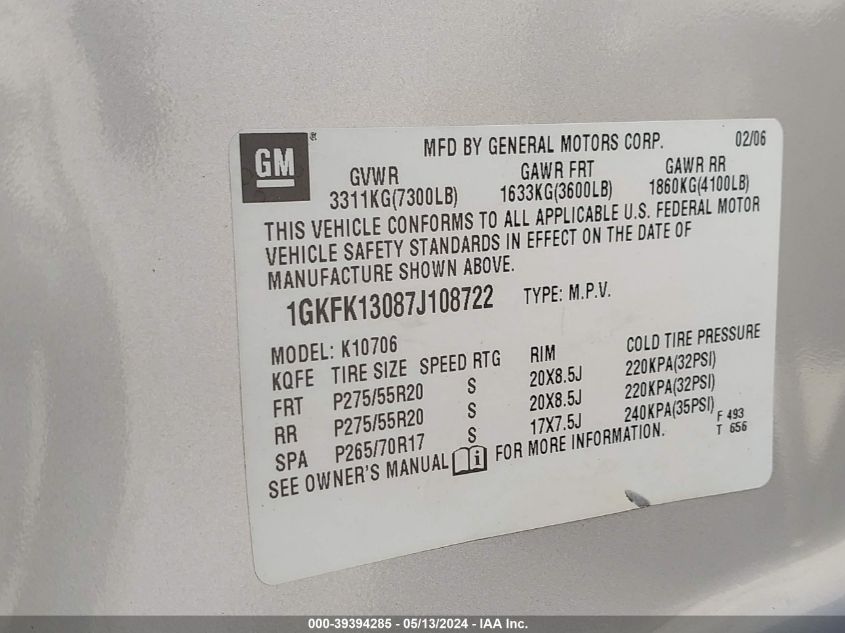 GM
MFD BY GENERAL MOTORS CORP. 02/06
GVWR GAWR FRT GAWR RR
3311KG(7300LB) 1633KG(3600LB) 1860KG(4100LB)
THIS VEHICLE CONFORMS TO ALL APPLICABLE U.S. FEDERAL MOTOR
VEHICLE SAFETY STANDARDS IN EFFECT ON THE DATE OF
MANUFACTURE SHOWN ABOVE.
1GKFK13087J108722 TYPE: M.P.V.
MODEL: K10706
KQFE TIRE SIZE SPEED RTG RIM COLD TIRE PRESSURE
FRT P275/55R20 S 20X8.5J 220KPA(32PSI)
RR P275/55R20 S 20X8.5J 220KPA(32PSI)
SPA P265/70R17 S 17X7.5J 240KPA(35PSI) F 493
SEE OWNER'S MANUAL i FOR MORE INFORMATION. T 656
000-39394285 - 05/13/2024 - IAA Inc.